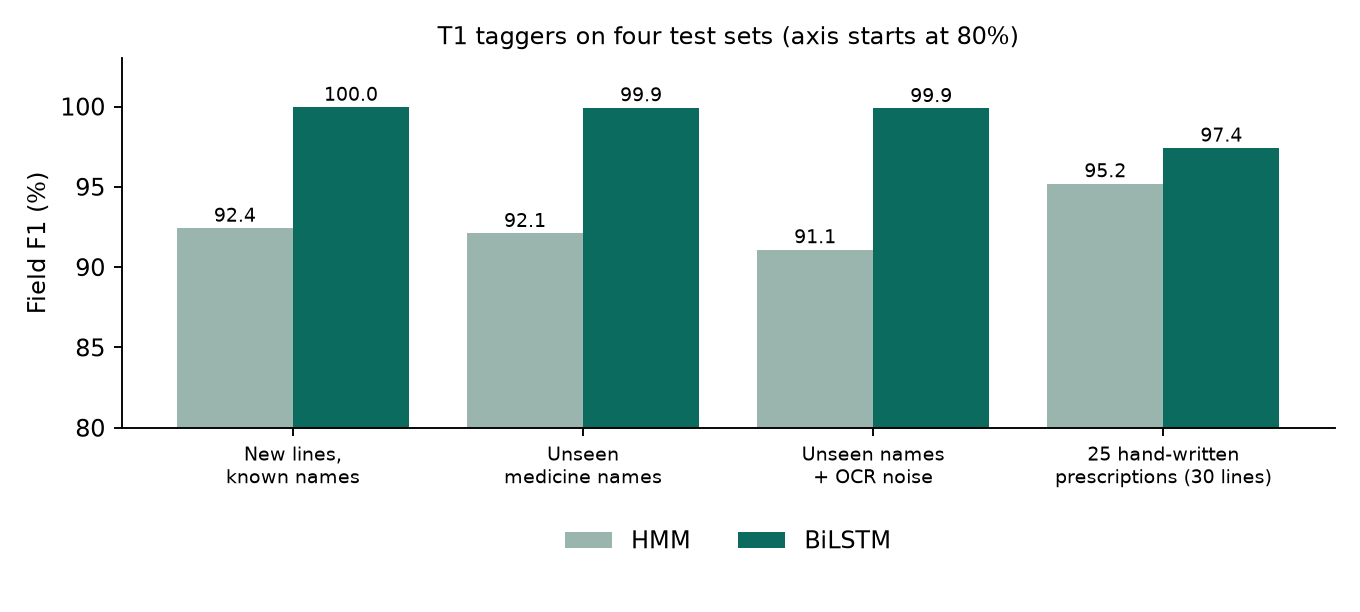 T1 taggers on four test sets (axis starts at 80%)
Field F1 (%)
100
95
90
85
80
92.4
100.0
92.1
99.9
91.1
99.9
95.2
97.4
New lines,
known names
Unseen
medicine names
Unseen names
+ OCR noise
25 hand-written
prescriptions (30 lines)
HMM
BiLSTM